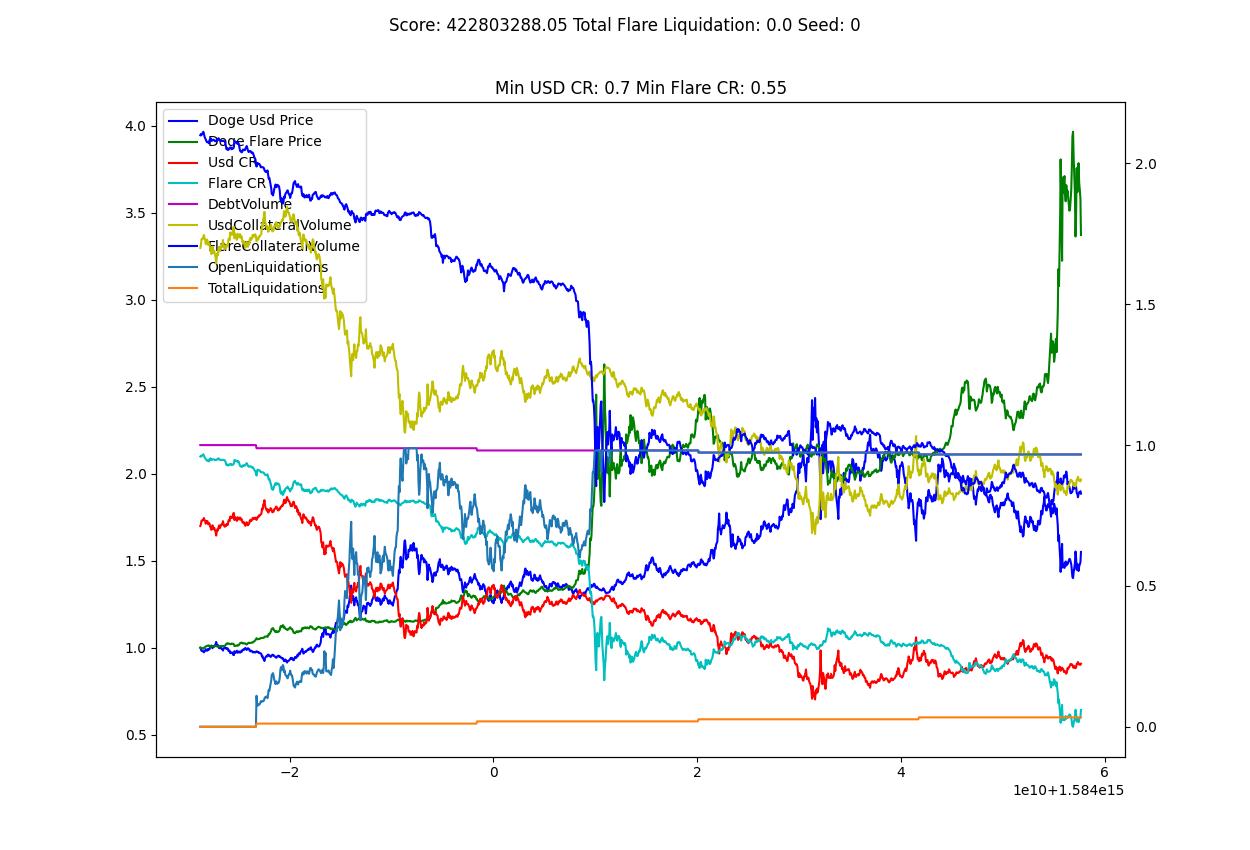 Score: 422803288.05 Total Flare Liquidation: 0.0 Seed: 0
Min USD CR: 0.7 Min Flare CR: 0.55
Doge Usd Price
Doge Flare Price
Usd CR
Flare CR
DebtVolume
UsdCollateralVolume
FlareCollateralVolume
OpenLiquidations
TotalLiquidations
4.0
3.5
3.0
2.5
2.0
1.5
1.0
0.5
2.0
1.5
1.0
0.5
0.0
−2 0 2 4 6
1e10+1.584e15